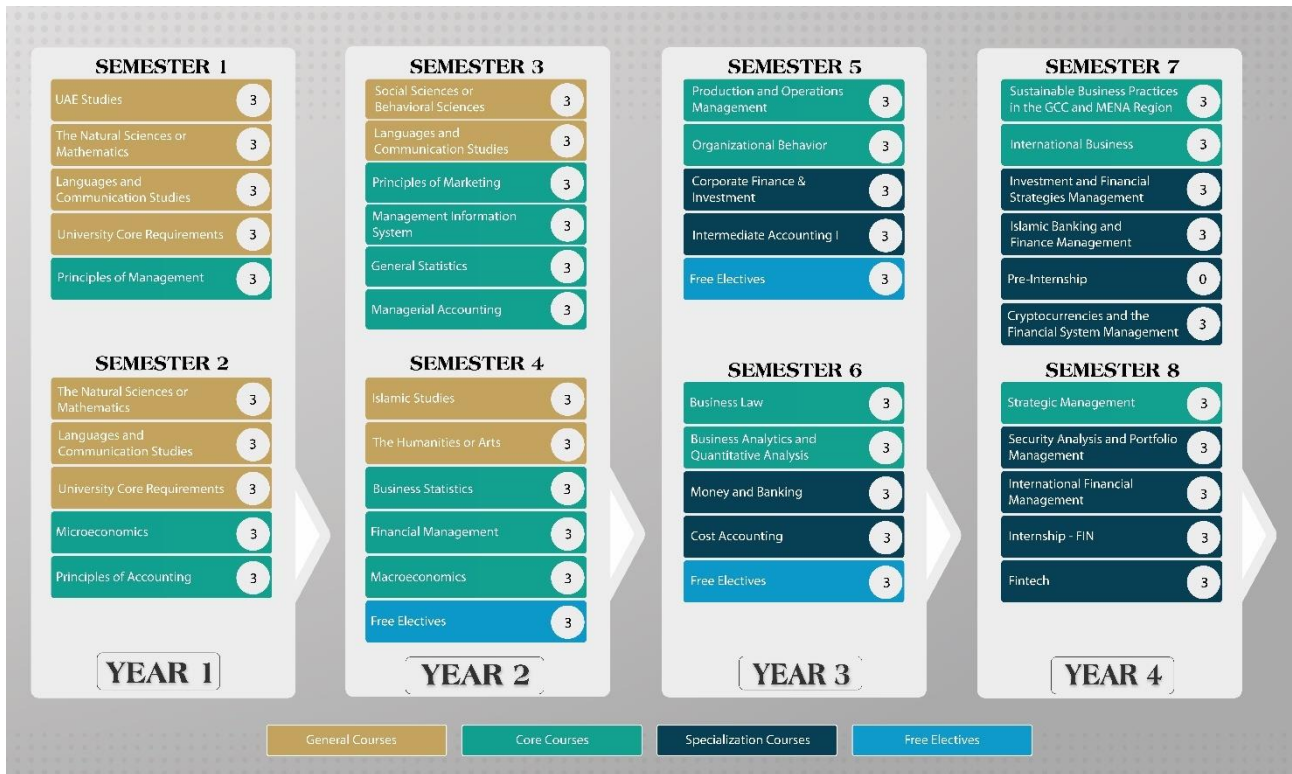 SEMESTER 1
UAE Studies
3
The Natural Sciences or
Mathematics
3
Languages and
Communication Studies
3
University Core Requirements
3
Principles of Management
3
SEMESTER 2
The Natural Sciences or
Mathematics
3
Languages and
Communication Studies
3
University Core Requirements
3
Microeconomics
3
Principles of Accounting
3
YEAR 1
SEMESTER 3
Social Sciences or
Behavioral Sciences
3
Languages and
Communication Studies
3
Principles of Marketing
3
Management Information
System
3
General Statistics
3
Managerial Accounting
3
SEMESTER 4
Islamic Studies
3
The Humanities or Arts
3
Business Statistics
3
Financial Management
3
Macroeconomics
3
Free Electives
3
YEAR 2
SEMESTER 5
Production and Operations
Management
3
Organizational Behavior
3
Corporate Finance &
Investment
3
Intermediate Accounting I
3
Free Electives
3
SEMESTER 6
Business Law
3
Business Analytics and
Quantitative Analysis
3
Money and Banking
3
Cost Accounting
3
Free Electives
3
YEAR 3
SEMESTER 7
Sustainable Business Practices
in the GCC and MENA Region
3
International Business
3
Investment and Financial
Strategies Management
3
Islamic Banking and
Finance Management
3
Pre-Internship
0
Cryptocurrencies and the
Financial System Management
3
SEMESTER 8
Strategic Management
3
Security Analysis and Portfolio
Management
3
International Financial
Management
3
Internship - FIN
3
Fintech
3
YEAR 4
General Courses
Core Courses
Specialization Courses
Free Electives